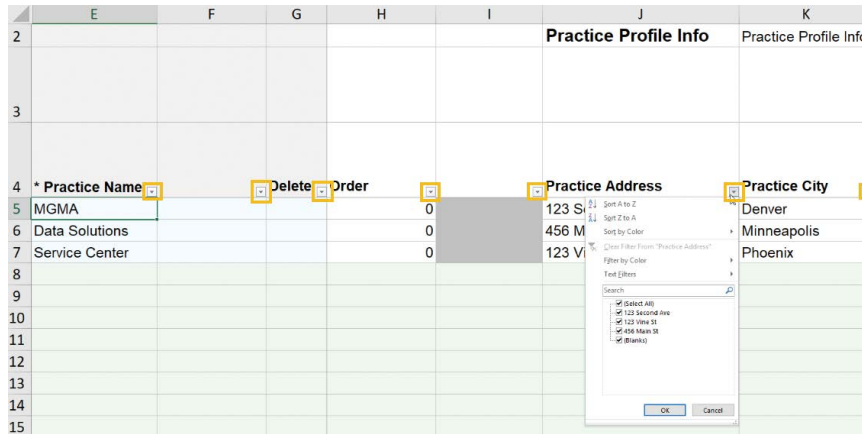 E F G H I J K
2 Practice Profile Info Practice Profile Info
3
4 * Practice Name Delete Order Practice Address Practice City
5 MGMA 0 123 S Denver
6 Data Solutions 0 456 M Minneapolis
7 Service Center 0 123 Vi Phoenix
8
9
10
11
12
13
14
15
Sort A to Z
Sort Z to A
Sort by Color
Clear Filter From "Practice Address"
Filter by Color
Text Filters
Search
(Select All)
123 Second Ave
123 Vine St
456 Main St
(Blanks)
OK Cancel